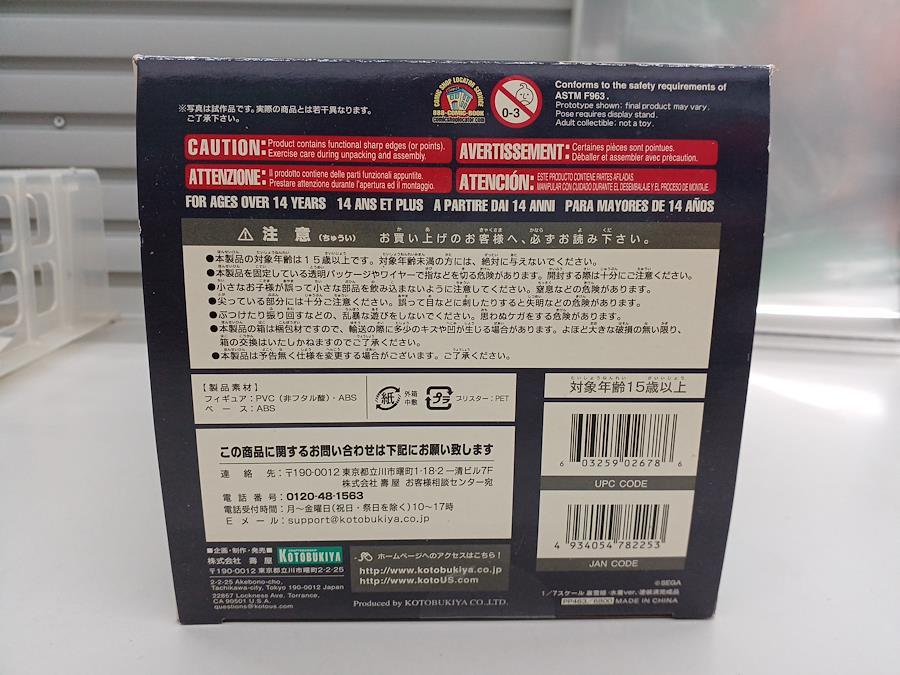 ※写真は試作品です。実際の商品とは若干異なります。
ご了承下さい。
COMIC SHOP LOCATOR SERVICE
888-COMIC-BOOK
comicshoplocator.com
0-3
Conforms to the safety requirements of
ASTM F963.
Prototype shown: final product may vary.
Pose requires display stand.
Adult collectible: not a toy.
CAUTION: Product contains functional sharp edges (or points).
Exercise care during unpacking and assembly.
AVERTISSEMENT: Certaines pièces sont pointues.
Déballer et assembler avec précaution.
ATTENZIONE: Il prodotto contiene delle parti funzionali appuntite.
Prestare attenzione durante l'apertura ed il montaggio.
ATENCIÓN: ESTE PRODUCTO CONTIENE PARTES AFILADAS.
MANIPULAR CON CUIDADO DURANTE EL DESEMBALAJE Y EL PROCESO DE MONTAJE.
FOR AGES OVER 14 YEARS 14 ANS ET PLUS A PARTIRE DAI 14 ANNI PARA MAYORES DE 14 AÑOS
注意(ちゅうい) お買い上げのお客様へ、必ずお読み下さい。
●本製品の対象年齢は15歳以上です。対象年齢未満の方には、絶対に与えないでください。
●本製品を固定している透明パッケージやワイヤーで指などを切る危険があります。開封する際は十分にご注意ください。
●小さなお子様が誤って小さな部品を飲み込まないように注意してください。窒息などの危険があります。
●尖っている部分には十分ご注意ください。誤って目などに刺したりすると失明などの危険があります。
●ぶつけたり振り回すなどの、乱暴な遊びをしないでください。思わぬケガをする危険があります。
●本製品の箱は梱包材ですので、輸送の際に多少のキズや凹が生じる場合があります。よほど大きな破損の無い限り、
箱の交換はいたしかねますのでご了承ください。
●本製品は予告無く仕様を変更する場合がございます。ご了承ください。
【製品素材】
フィギュア:PVC(非フタル酸)・ABS
ベース:ABS
紙 外箱
中敷
プラ ブリスター:PET
対象年齢15歳以上
この商品に関するお問い合わせは下記にお願い致します
連絡先:〒190-0012 東京都立川市曙町1-18-2 一清ビル7F
株式会社 壽屋 お客様相談センター宛
電話番号:0120-48-1563
電話受付時間:月~金曜日(祝日・祭日を除く)10~17時
Eメール:support@kotobukiya.co.jp
6 03259 02678 6
UPC CODE
4 934054 782253
JAN CODE
■企画・制作・発売■
株式会社 壽屋
KOTOBUKIYA
〒190-0012 東京都立川市曙町2-2-25
2-2-25 Akebono-cho,
Tachikawa-city, Tokyo 190-0012 Japan
22857 Lockness Ave. Torrance,
CA 90501 U.S.A.
questions@kotous.com
ホームページへのアクセスはこちら!
http://www.kotobukiya.co.jp
http://www.kotoUS.com
Produced by KOTOBUKIYA CO.,LTD.
©SEGA
PP463/6800 MADE IN CHINA